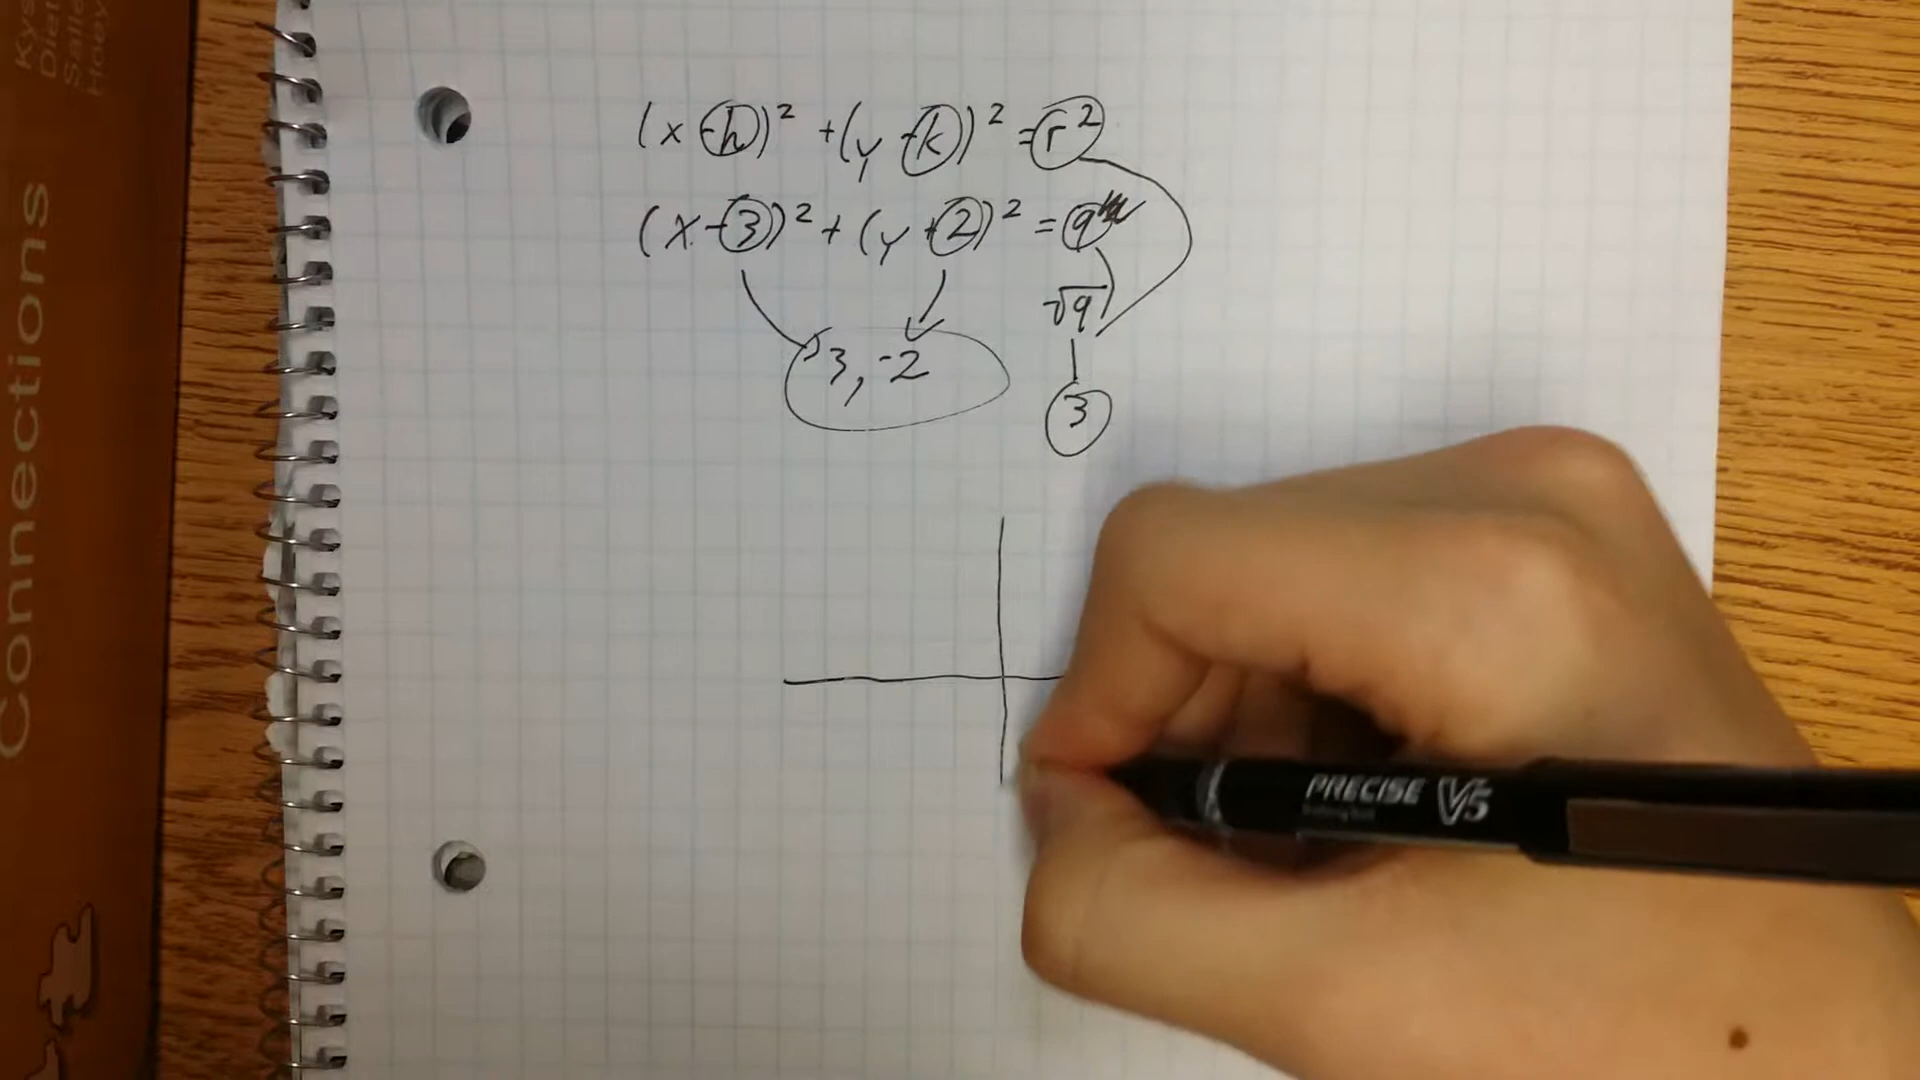 (x-h)² + (y-k)² = r²
(x-3)² + (y+2)² = 9
√9
3, -2
3
PRECISE V5
Connections